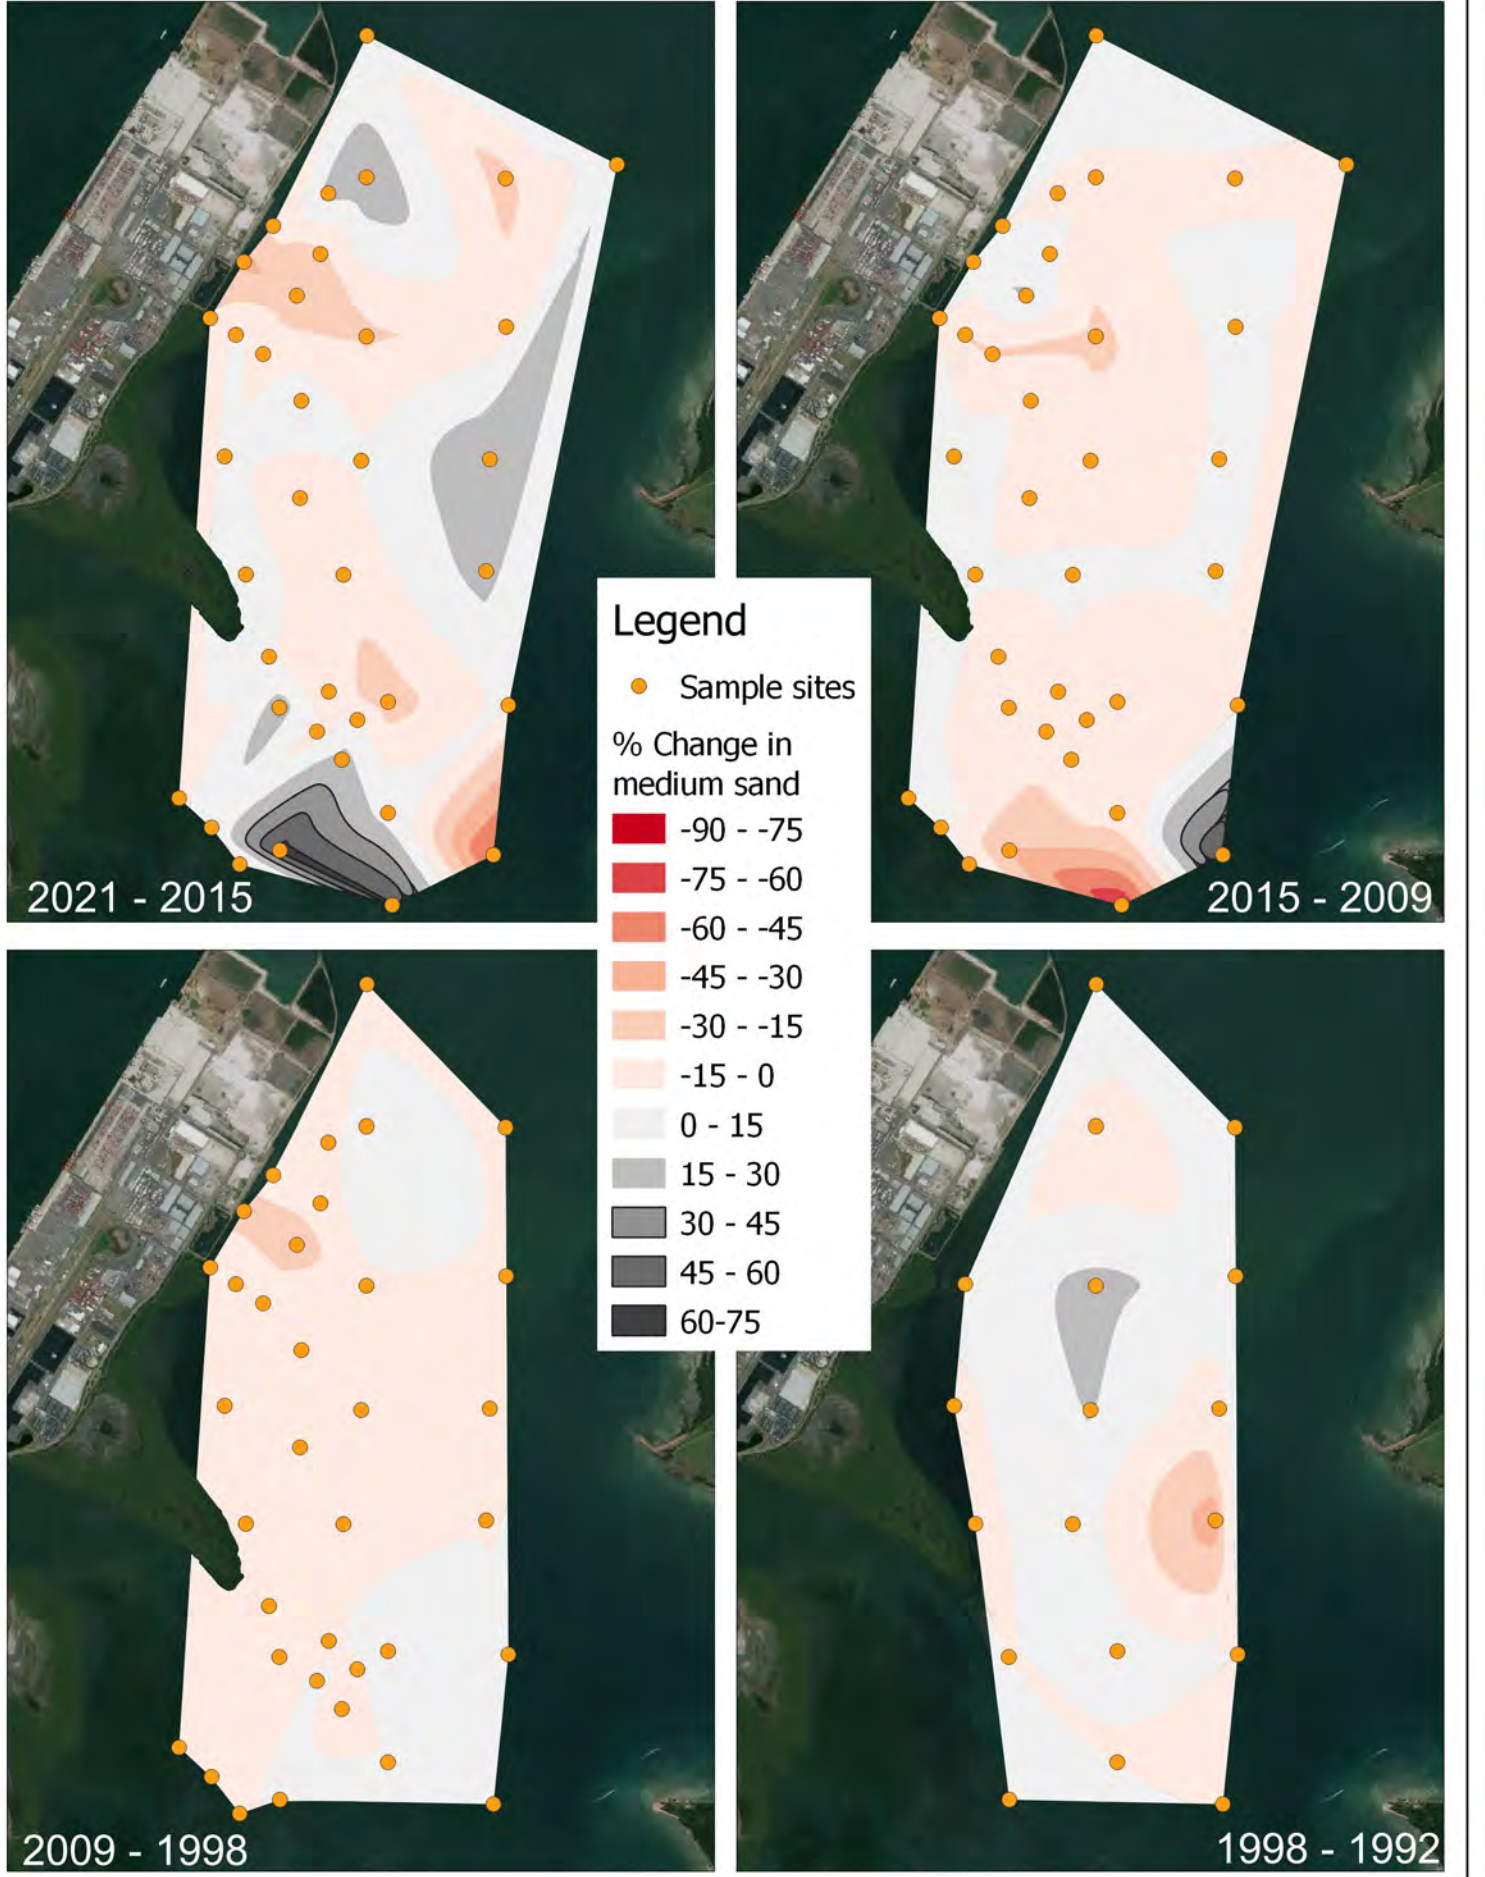 2021 - 2015
2015 - 2009
Legend
Sample sites
% Change in
medium sand
-90 - -75
-75 - -60
-60 - -45
-45 - -30
-30 - -15
-15 - 0
0 - 15
15 - 30
30 - 45
45 - 60
60-75
2009 - 1998
1998 - 1992